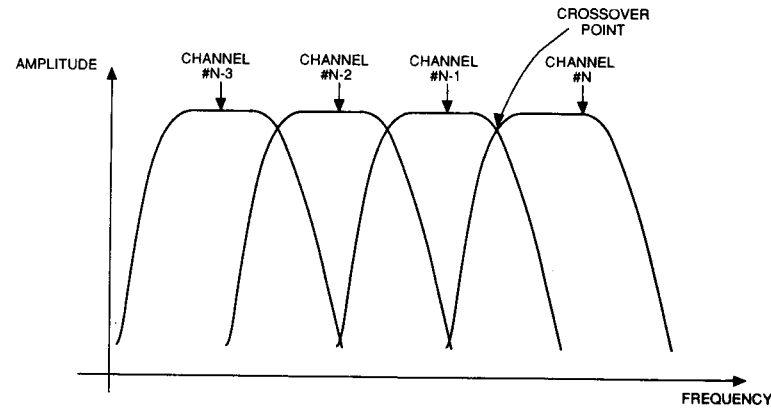 CROSSOVER
POINT
AMPLITUDE
CHANNEL
#N-3
CHANNEL
#N-2
CHANNEL
#N-1
CHANNEL
#N
FREQUENCY